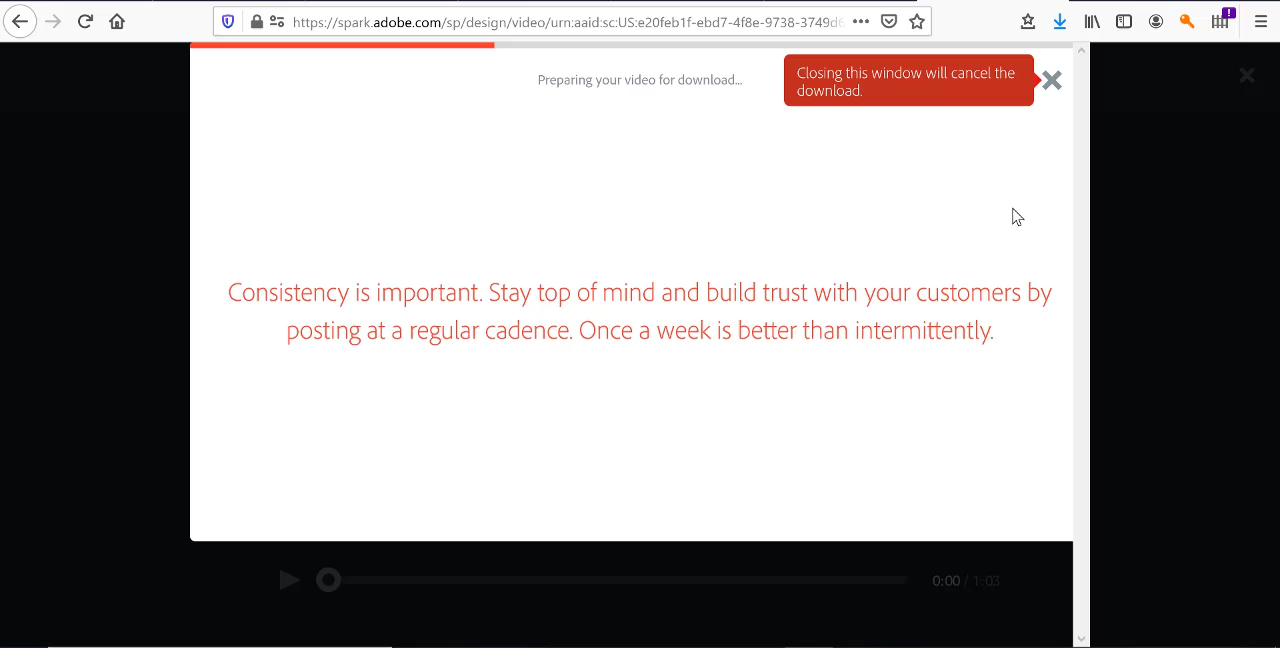 https://spark.adobe.com/sp/design/video/urn:aaid:sc:US:e20feb1f-ebd7-4f8e-9738-3749d6
Preparing your video for download...
Closing this window will cancel the
download.
Consistency is important. Stay top of mind and build trust with your customers by
posting at a regular cadence. Once a week is better than intermittently.
0:00 / 1:03